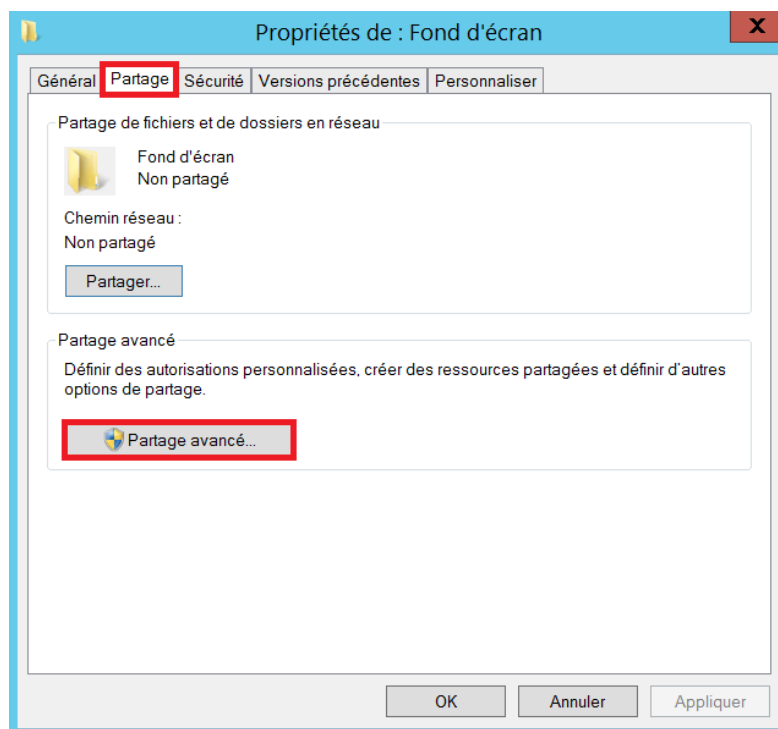 Propriétés de : Fond d'écran
X
Général Partage Sécurité Versions précédentes Personnaliser
Partage de fichiers et de dossiers en réseau
Fond d'écran
Non partagé
Chemin réseau :
Non partagé
Partager...
Partage avancé
Définir des autorisations personnalisées, créer des ressources partagées et définir d'autres
options de partage.
Partage avancé...
OK Annuler Appliquer